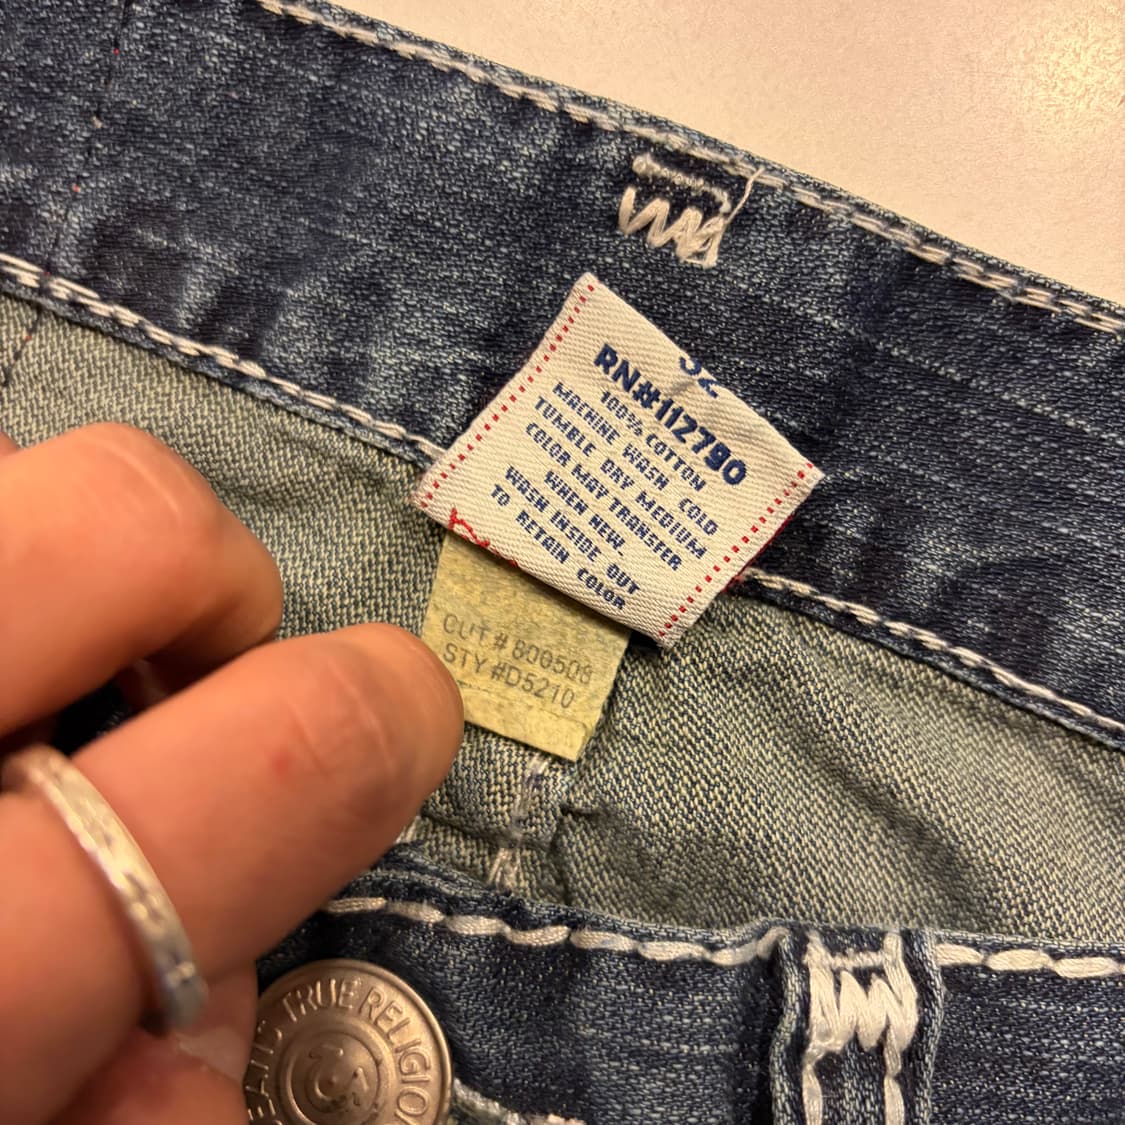 32
RN#112790
100% COTTON
MACHINE WASH COLD
TUMBLE DRY MEDIUM
COLOR MAY TRANSFER
WHEN NEW.
WASH INSIDE OUT
TO RETAIN COLOR
CUT # 800508
STY #D5210
TRUE RELIGION